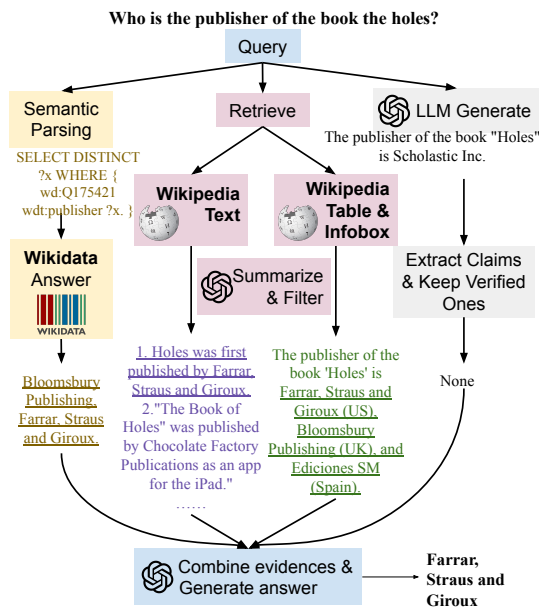 Who is the publisher of the book the holes?
Query
Semantic
Parsing
SELECT DISTINCT
?x WHERE {
wd:Q175421
wdt:publisher ?x. }
Wikidata
Answer
WIKIDATA
Bloomsbury
Publishing,
Farrar, Straus
and Giroux.
Retrieve
Wikipedia
Text
Wikipedia
Table &
Infobox
Summarize
& Filter
1. Holes was first
published by Farrar,
Straus and Giroux.
2."The Book of
Holes" was published
by Chocolate Factory
Publications as an app
for the iPad."
……
The publisher of the
book 'Holes' is
Farrar, Straus and
Giroux (US),
Bloomsbury
Publishing (UK), and
Ediciones SM
(Spain).
LLM Generate
The publisher of the book "Holes"
is Scholastic Inc.
Extract Claims
& Keep Verified
Ones
None
Combine evidences &
Generate answer
Farrar,
Straus and
Giroux